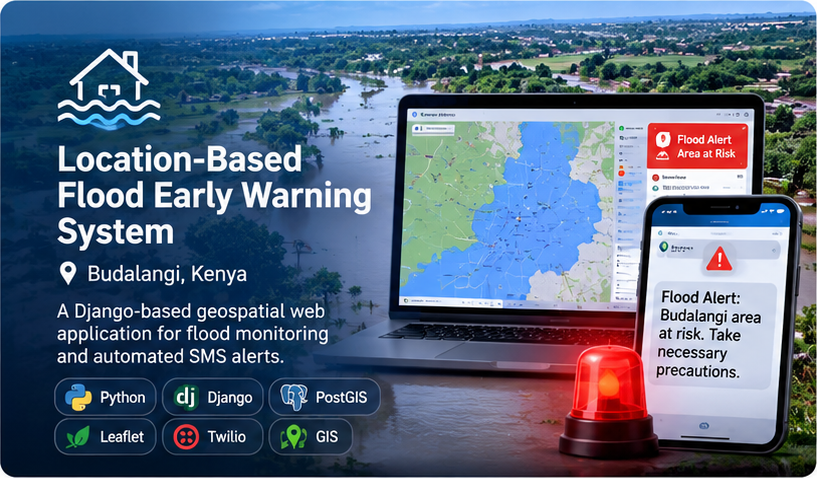 Location-Based
Flood Early Warning
System
Budalangi, Kenya
A Django-based geospatial web
application for flood monitoring
and automated SMS alerts.
Python
dj Django
PostGIS
Leaflet
Twilio
GIS
Flood Alert
Area at Risk
Flood Alert:
Budalangi area
at risk. Take
necessary
precautions.